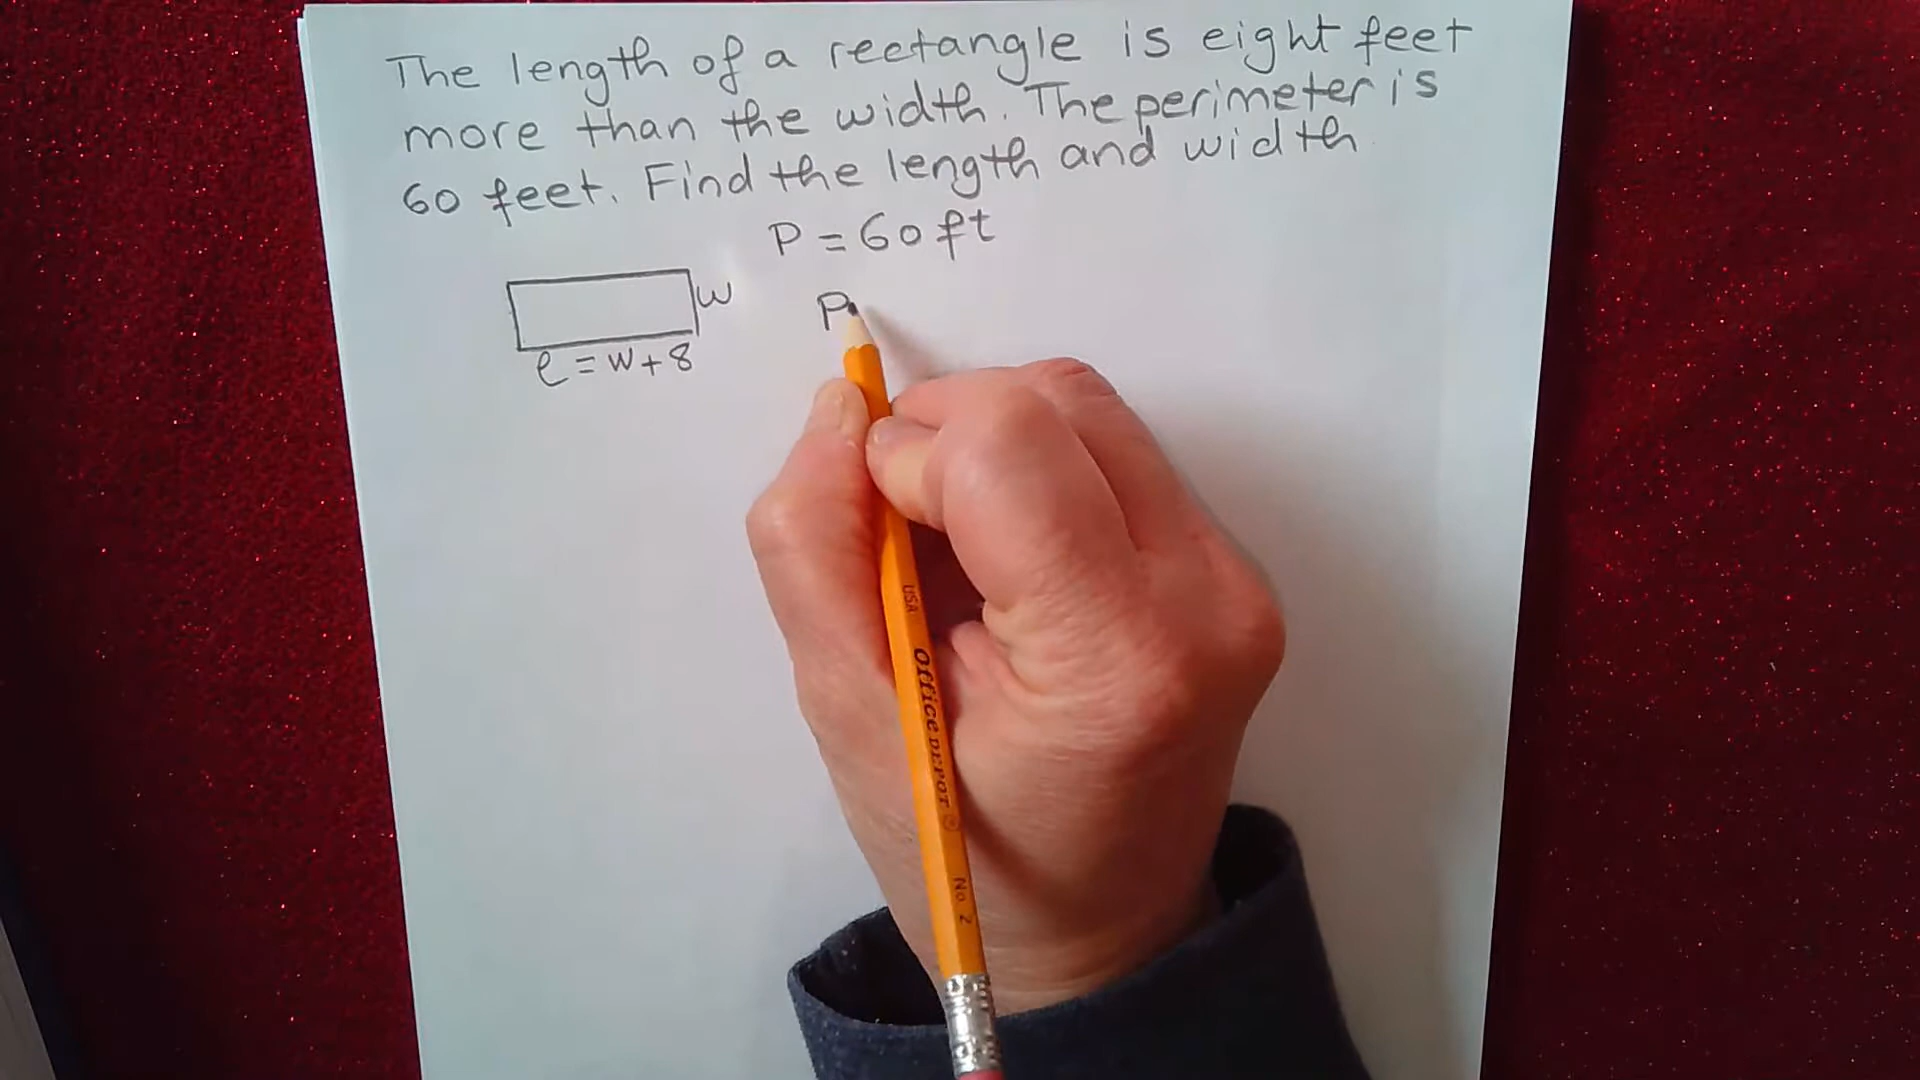 The length of a rectangle is eight feet
more than the width. The perimeter is
60 feet. Find the length and width
P = 60 ft
w
P
l = w + 8
USA Office DEPOT ® No. 2